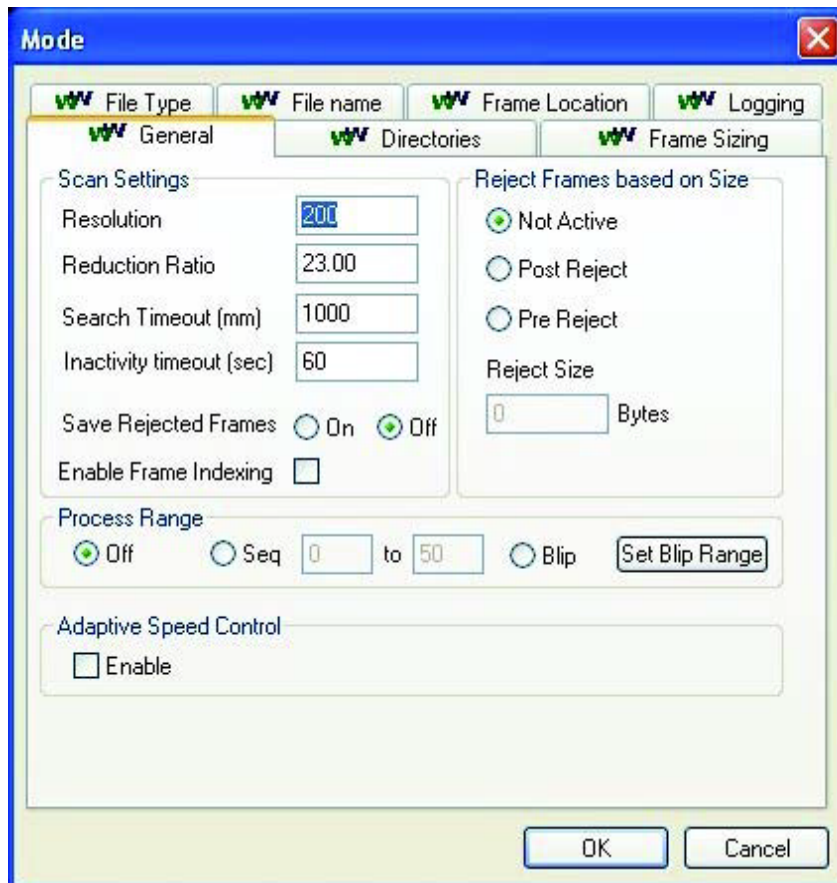 Mode
File Type File name Frame Location Logging
General Directories Frame Sizing
Scan Settings
Resolution 200
Reduction Ratio 23.00
Search Timeout (mm) 1000
Inactivity timeout (sec) 60
Save Rejected Frames On Off
Enable Frame Indexing
Reject Frames based on Size
Not Active
Post Reject
Pre Reject
Reject Size
0 Bytes
Process Range
Off Seq 0 to 50 Blip Set Blip Range
Adaptive Speed Control
Enable
OK Cancel